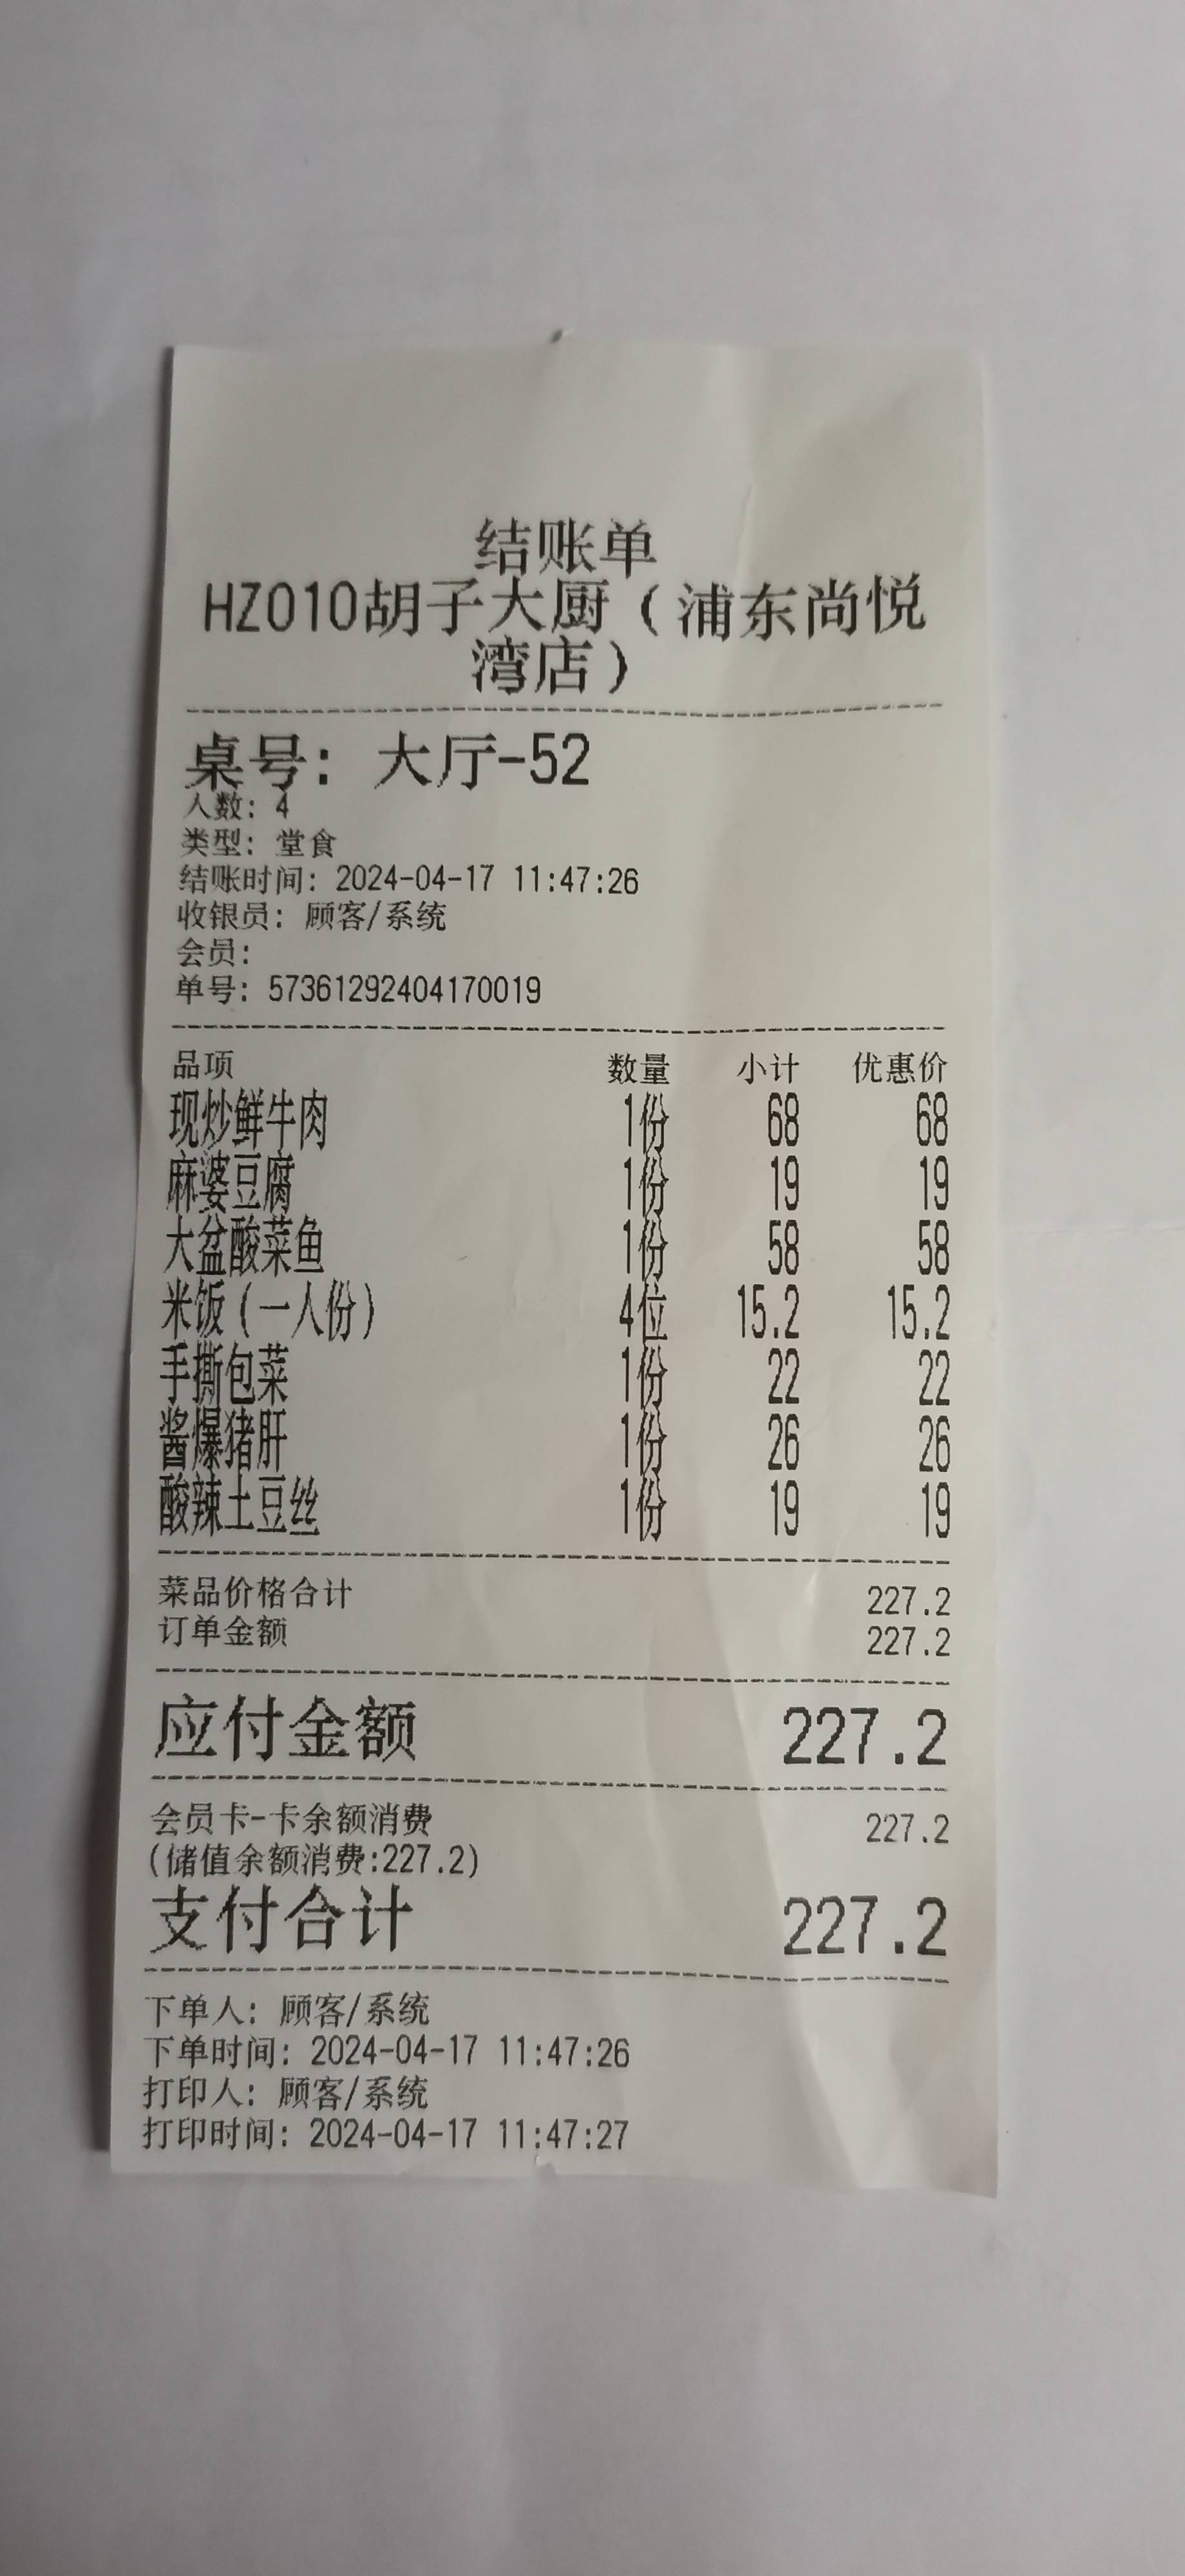 结账单
HZ010胡子大厨（浦东尚悦
湾店）
桌号：大厅-52
人数：4
类型：堂食
结账时间：2024-04-17 11:47:26
收银员：顾客/系统
会员：
单号：57361292404170019
品项 数量 小计 优惠价
现炒鲜牛肉 1份 68 68
麻婆豆腐 1份 19 19
大盆酸菜鱼 1份 58 58
米饭（一人份） 4位 15.2 15.2
手撕包菜 1份 22 22
酱爆猪肝 1份 26 26
酸辣土豆丝 1份 19 19
菜品价格合计 227.2
订单金额 227.2
应付金额 227.2
会员卡-卡余额消费 227.2
(储值余额消费:227.2)
支付合计 227.2
下单人：顾客/系统
下单时间：2024-04-17 11:47:26
打印人：顾客/系统
打印时间：2024-04-17 11:47:27